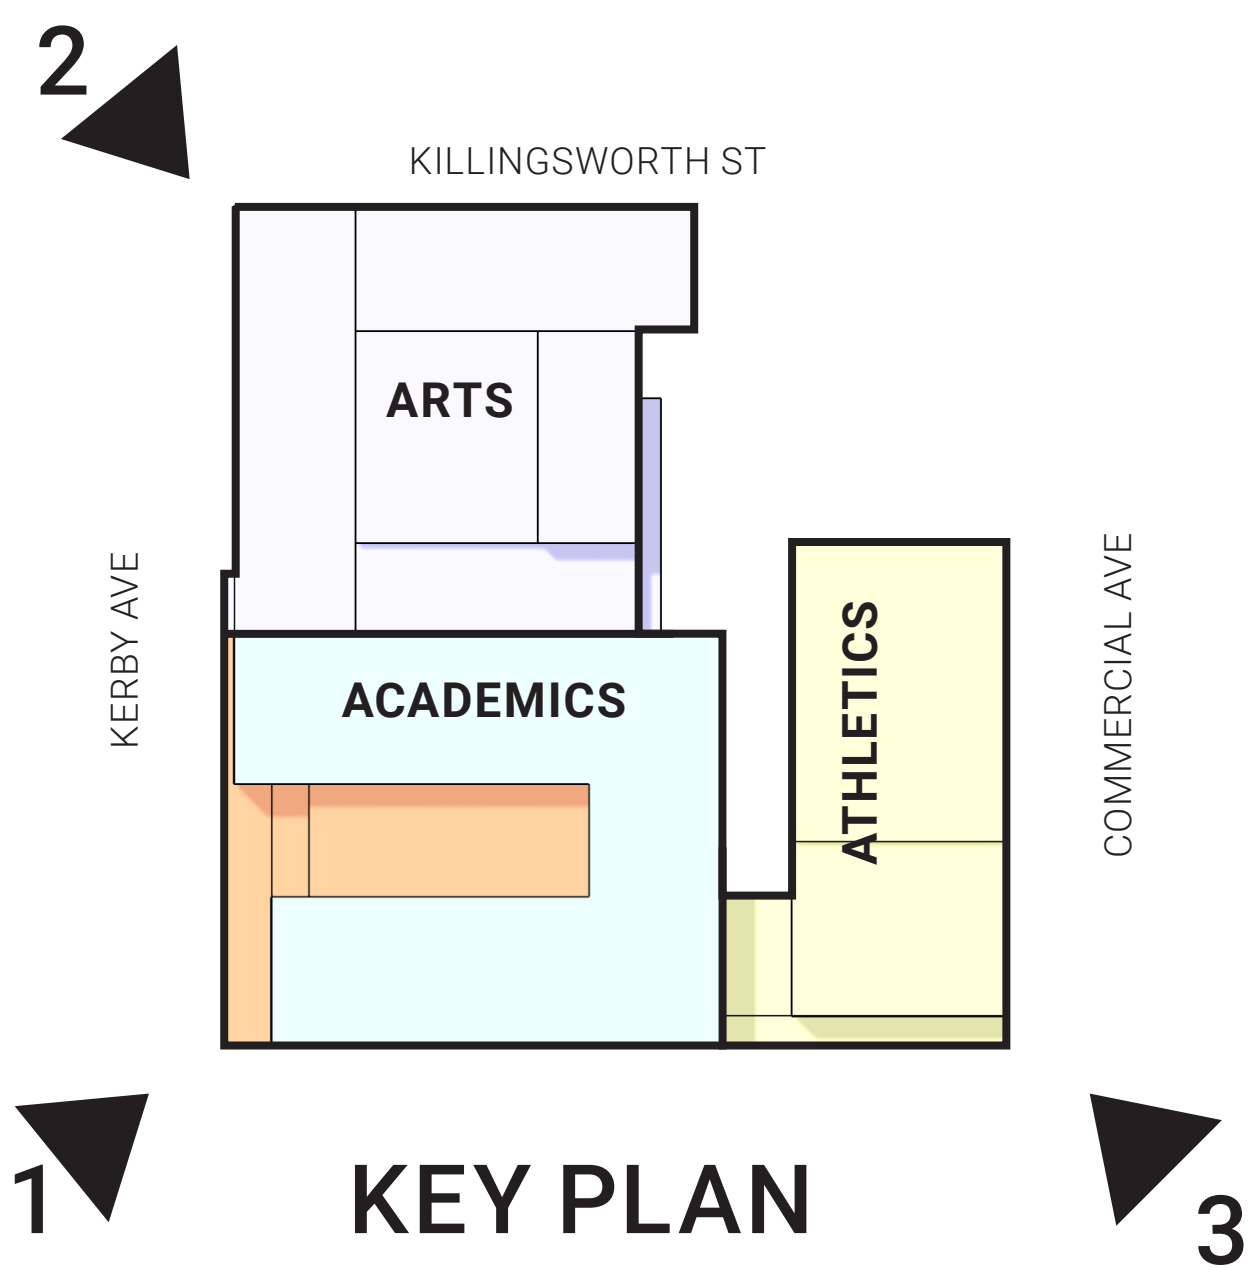 2
KILLINGSWORTH ST
ARTS
KERBY AVE
ACADEMICS
ATHLETICS
COMMERCIAL AVE
1
KEY PLAN
3